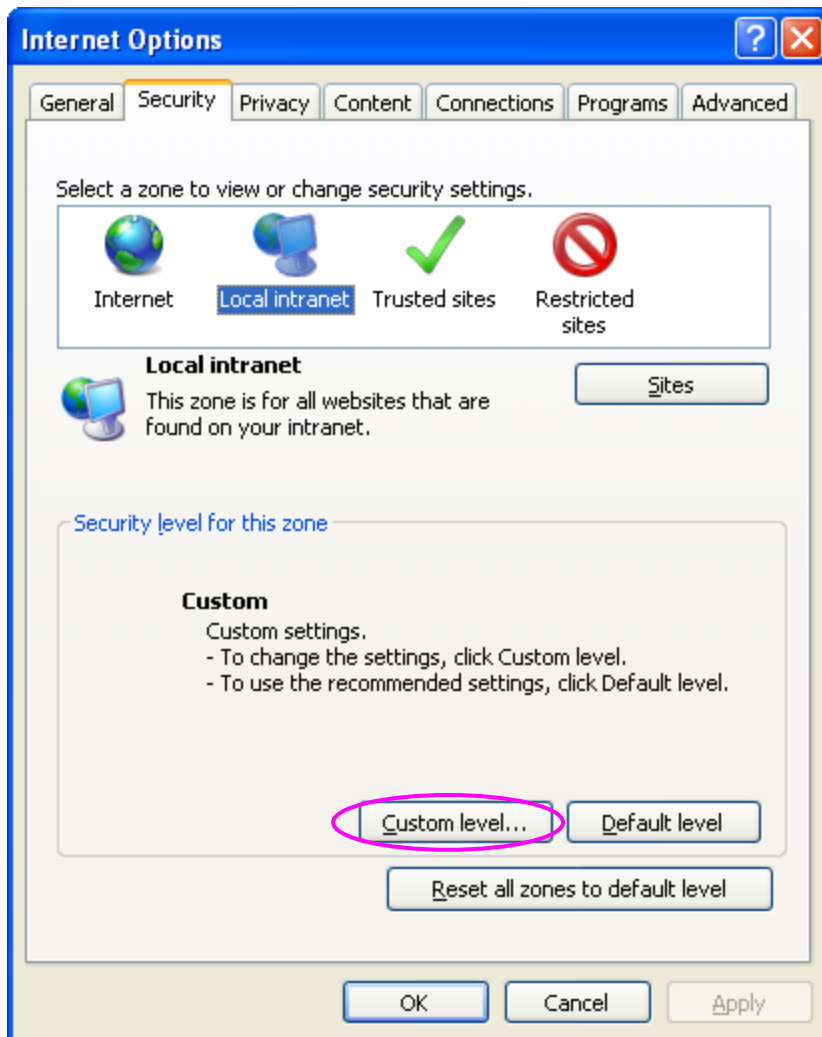 Internet Options
?
General Security Privacy Content Connections Programs Advanced
Select a zone to view or change security settings.
Internet Local intranet Trusted sites Restricted sites
Local intranet
Sites
This zone is for all websites that are
found on your intranet.
Security level for this zone
Custom
Custom settings.
- To change the settings, click Custom level.
- To use the recommended settings, click Default level.
Custom level... Default level
Reset all zones to default level
OK Cancel Apply